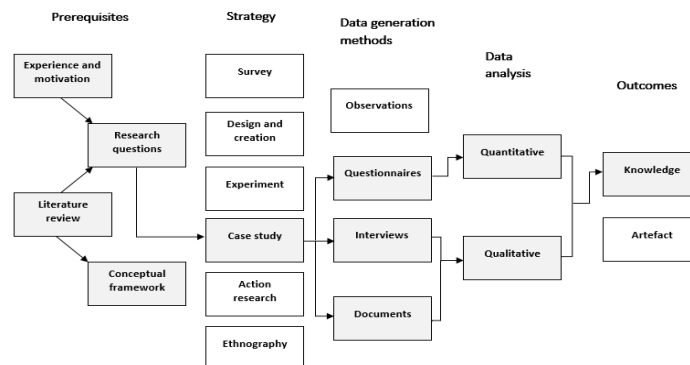 Prerequisites
Strategy
Data generation
methods
Data
analysis
Outcomes
Experience and
motivation
Research
questions
Literature
review
Conceptual
framework
Survey
Design and
creation
Experiment
Case study
Action
research
Ethnography
Observations
Questionnaires
Interviews
Documents
Quantitative
Qualitative
Knowledge
Artefact